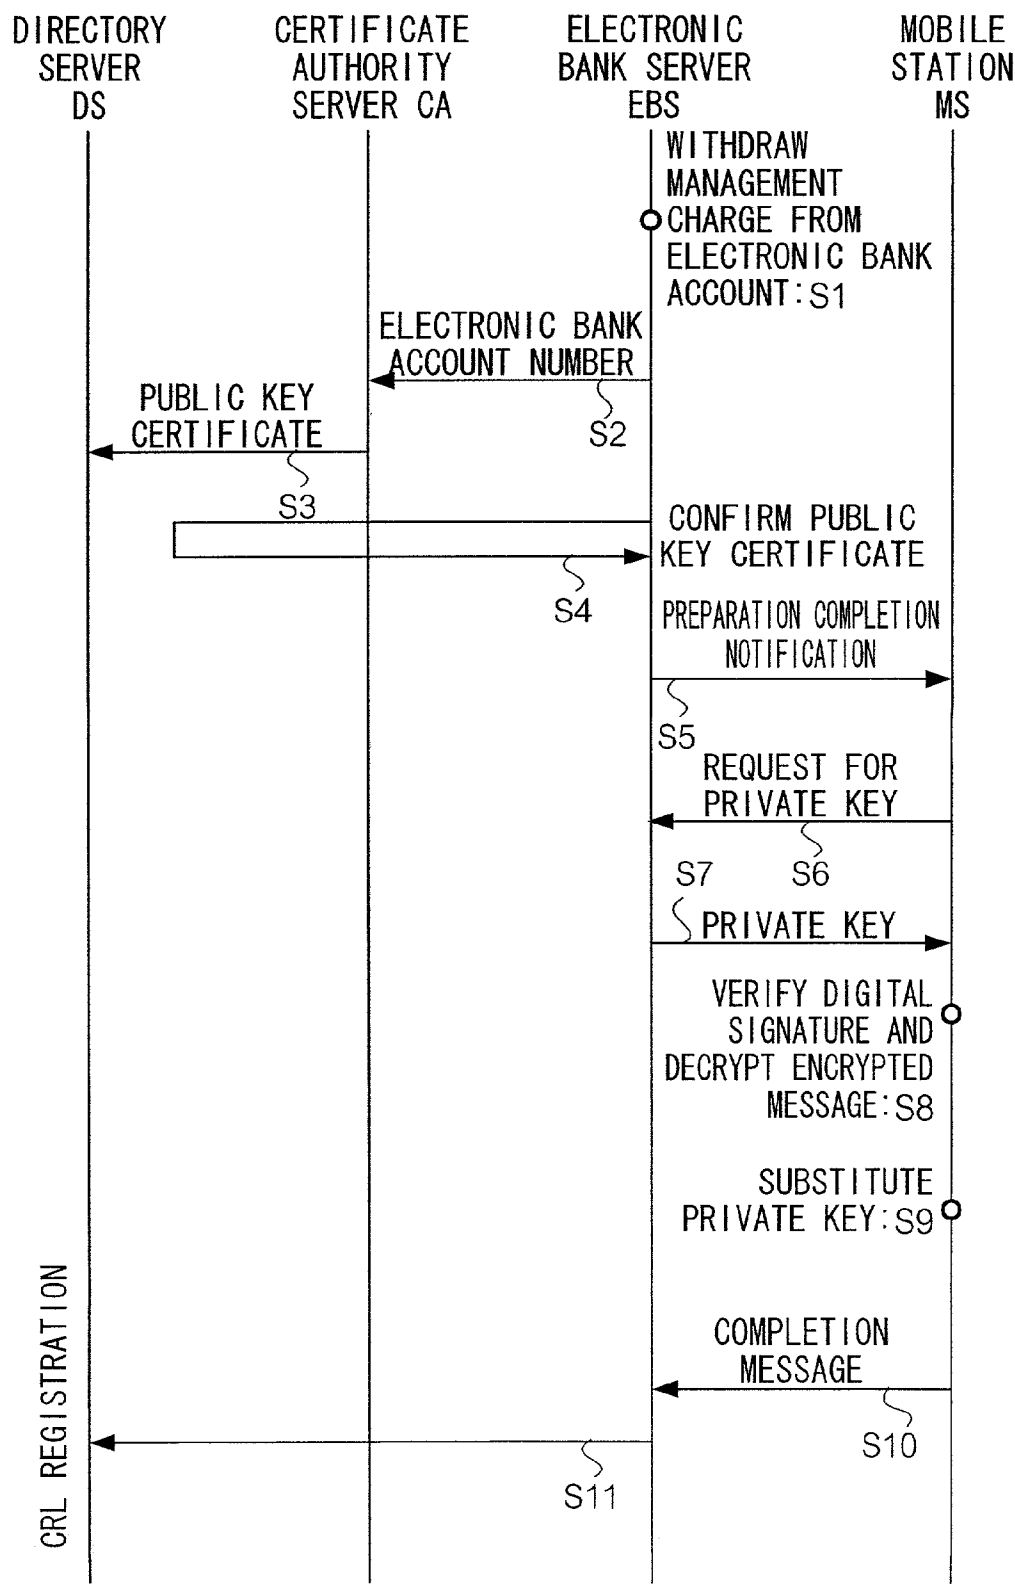 DIRECTORY
SERVER
DS
CERTIFICATE
AUTHORITY
SERVER CA
ELECTRONIC
BANK SERVER
EBS
MOBILE
STATION
MS
WITHDRAW
MANAGEMENT
CHARGE FROM
ELECTRONIC BANK
ACCOUNT:S1
ELECTRONIC BANK
ACCOUNT NUMBER
S2
PUBLIC KEY
CERTIFICATE
S3
CONFIRM PUBLIC
KEY CERTIFICATE
S4
PREPARATION COMPLETION
NOTIFICATION
S5
REQUEST FOR
PRIVATE KEY
S6
S7
PRIVATE KEY
VERIFY DIGITAL
SIGNATURE AND
DECRYPT ENCRYPTED
MESSAGE:S8
SUBSTITUTE
PRIVATE KEY:S9
COMPLETION
MESSAGE
S10
CRL REGISTRATION
S11